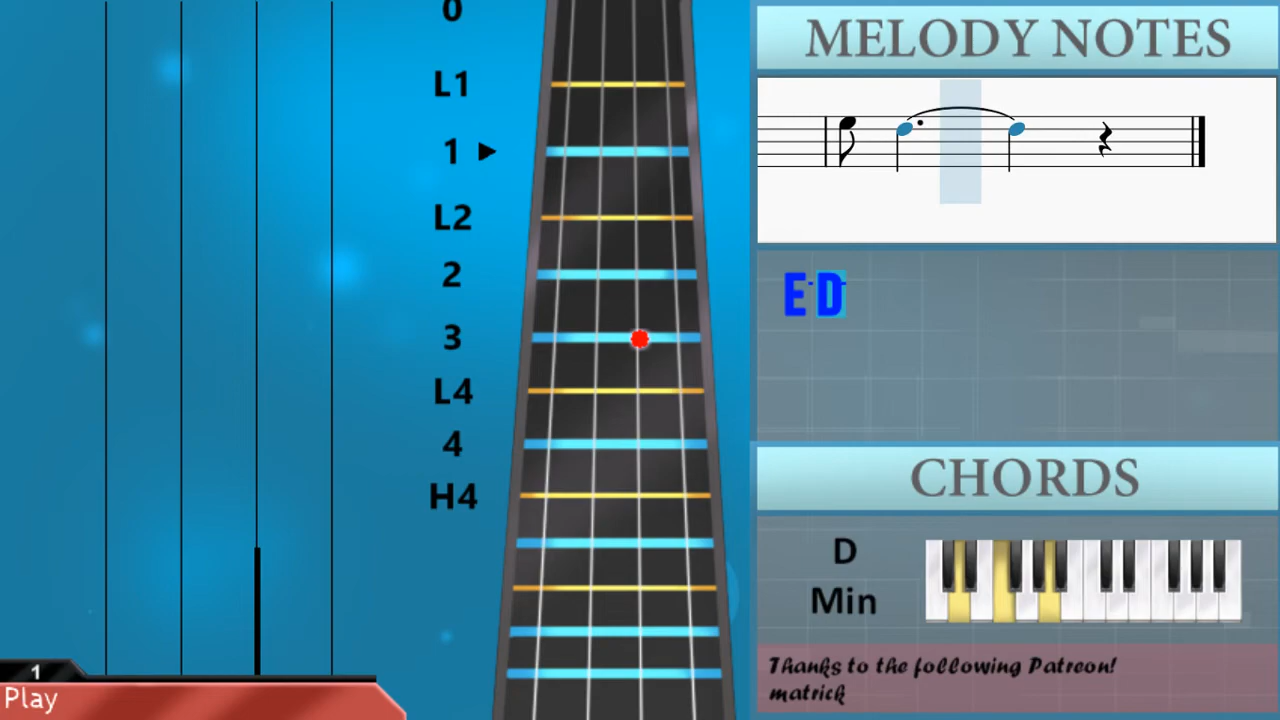 0
L1
1
L2
2
3
L4
4
H4
1
Play
MELODY NOTES
E D
CHORDS
D
Min
Thanks to the following Patreon!
matrick